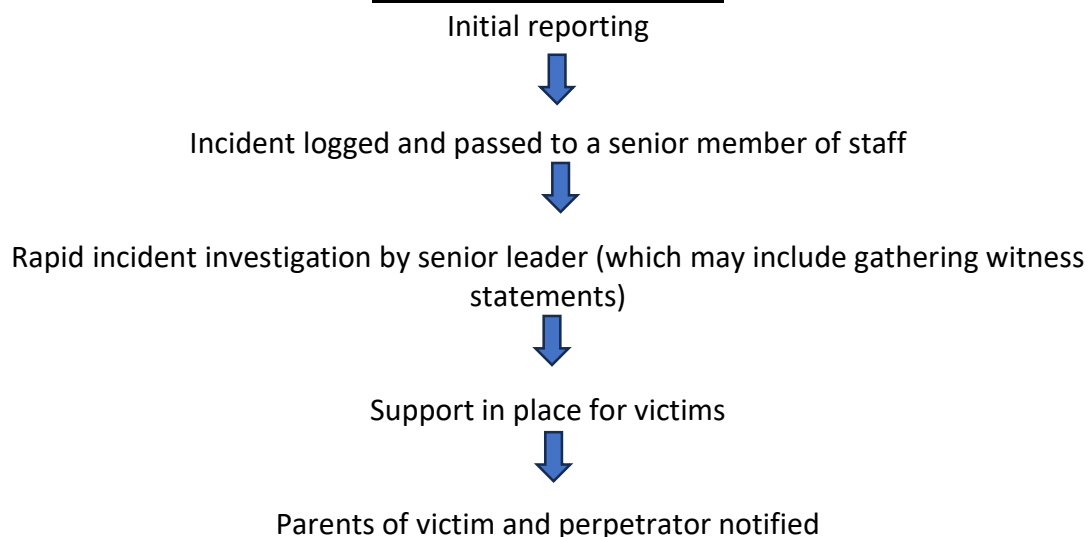 Initial reporting
Incident logged and passed to a senior member of staff
Rapid incident investigation by senior leader (which may include gathering witness
statements)
Support in place for victims
Parents of victim and perpetrator notified